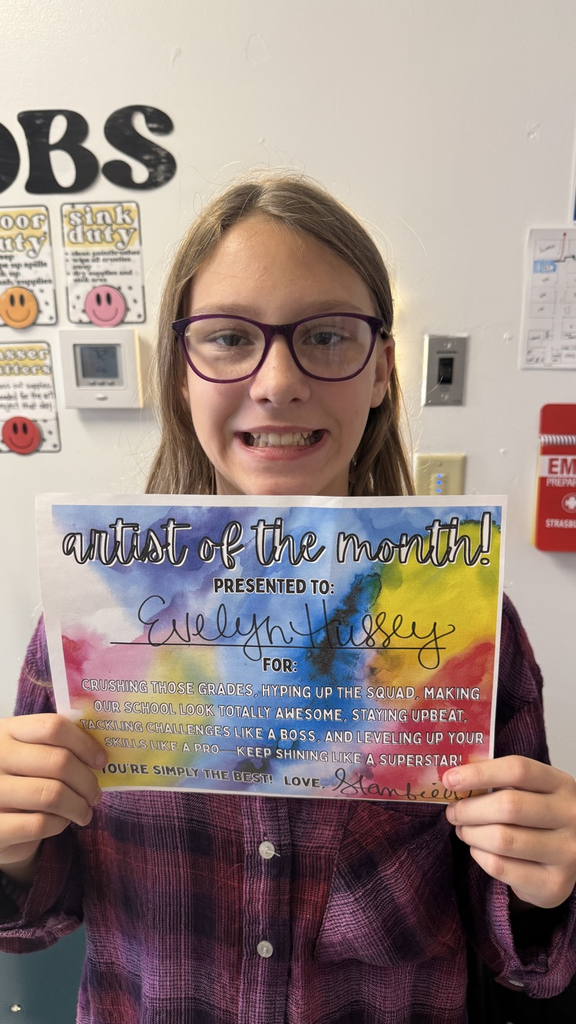 OBS
sink
duty
artist of the month!
PRESENTED TO:
Evelyn Hussey
FOR:
CRUSHING THOSE GRADES, HYPING UP THE SQUAD, MAKING
OUR SCHOOL LOOK TOTALLY AWESOME, STAYING UPBEAT,
TACKLING CHALLENGES LIKE A BOSS, AND LEVELING UP YOUR
SKILLS LIKE A PRO—KEEP SHINING LIKE A SUPERSTAR!
YOU'RE SIMPLY THE BEST! LOVE,